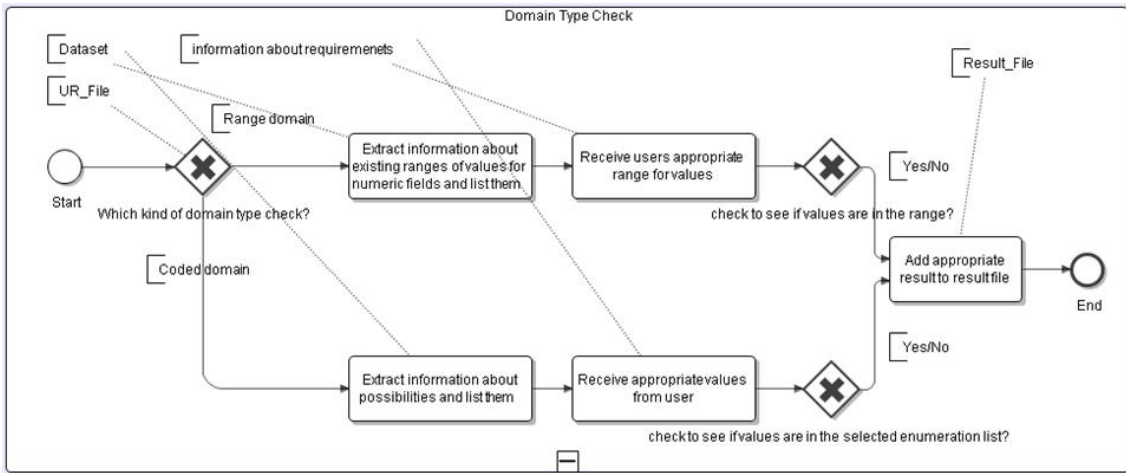 Domain Type Check
Dataset
information about requiremenets
Result_File
UR_File
Range domain
Extract information about
existing ranges of values for
numeric fields and list them
Receive users appropriate
range for values
Yes/No
Start
Which kind of domain type check?
check to see if values are in the range?
Coded domain
Add appropriate
result to result file
End
Yes/No
Extract information about
possibilities and list them
Receive appropriate values
from user
check to see if values are in the selected enumeration list?